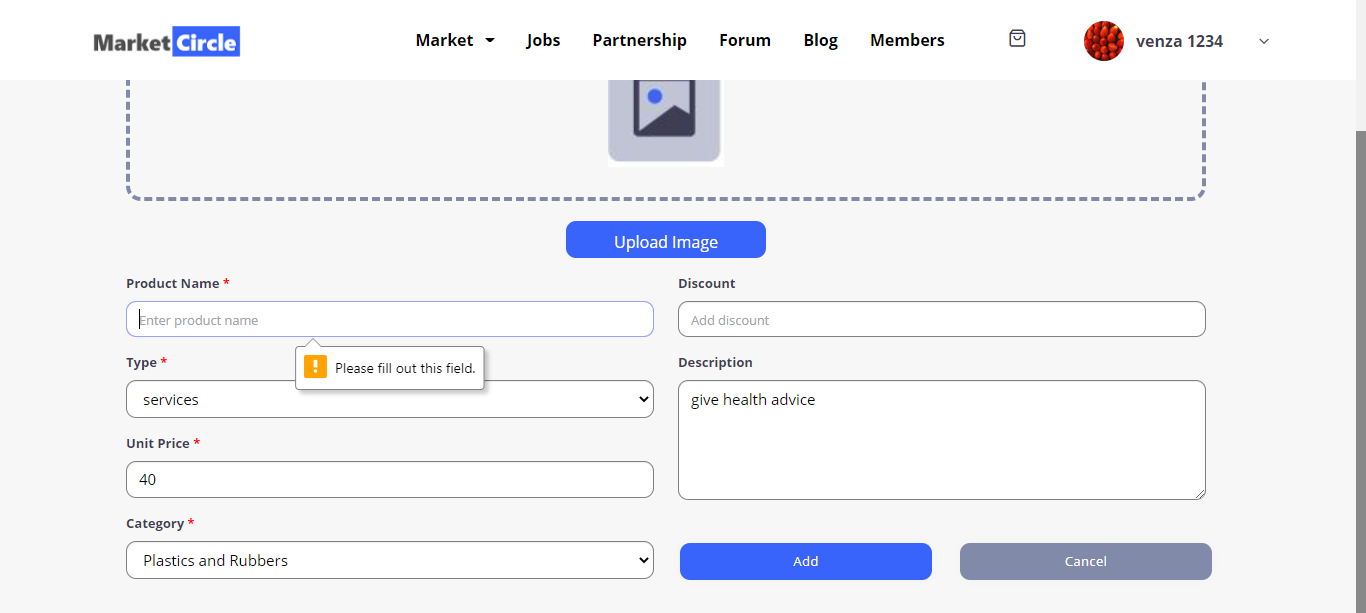 Market Circle
Market Jobs Partnership Forum Blog Members
venza 1234
Upload Image
Product Name *
Enter product name
Please fill out this field.
Discount
Add discount
Type *
services
Description
give health advice
Unit Price *
40
Category *
Plastics and Rubbers
Add
Cancel